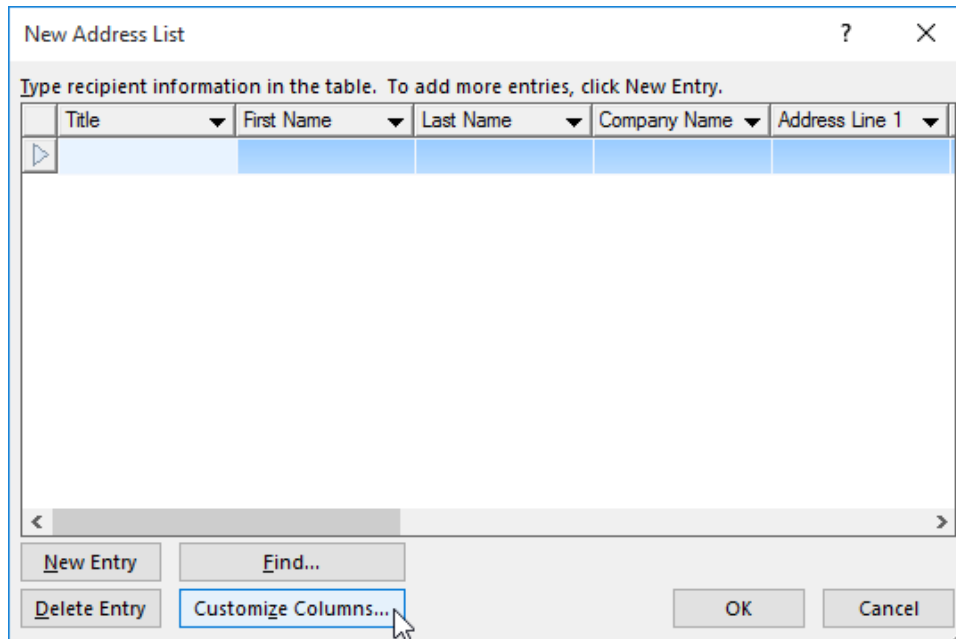 New Address List ?
Type recipient information in the table. To add more entries, click New Entry.
Title First Name Last Name Company Name Address Line 1
New Entry Find...
Delete Entry Customize Columns... OK Cancel